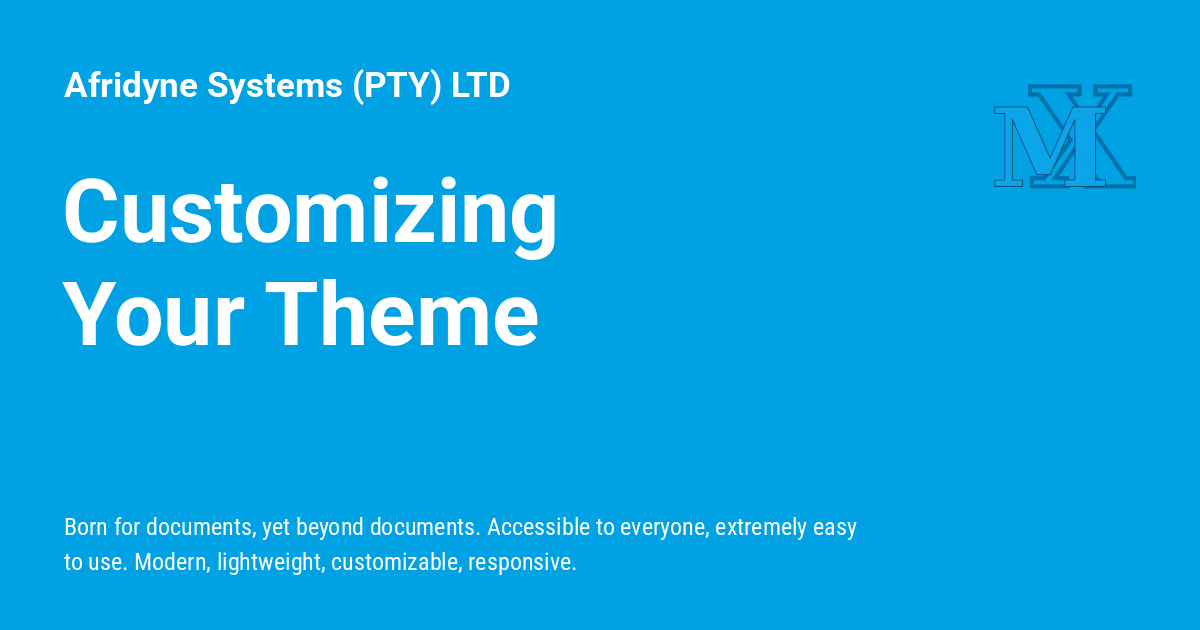 Afridyne Systems (PTY) LTD
MX
Customizing
Your Theme
Born for documents, yet beyond documents. Accessible to everyone, extremely easy
to use. Modern, lightweight, customizable, responsive.